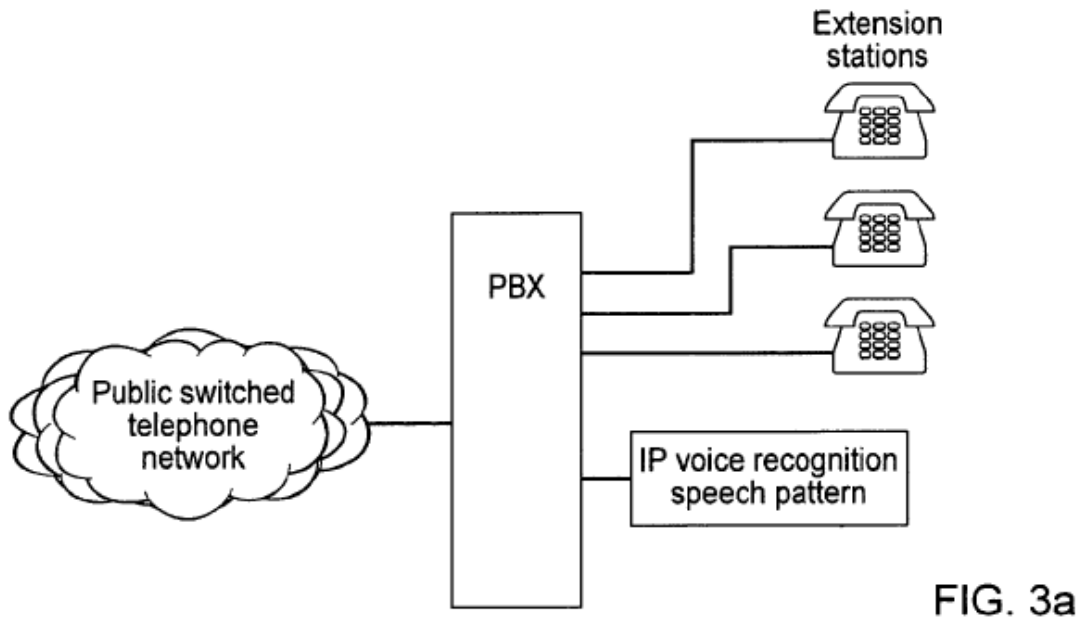 Extension
stations
PBX
Public switched
telephone
network
IP voice recognition
speech pattern
FIG. 3a